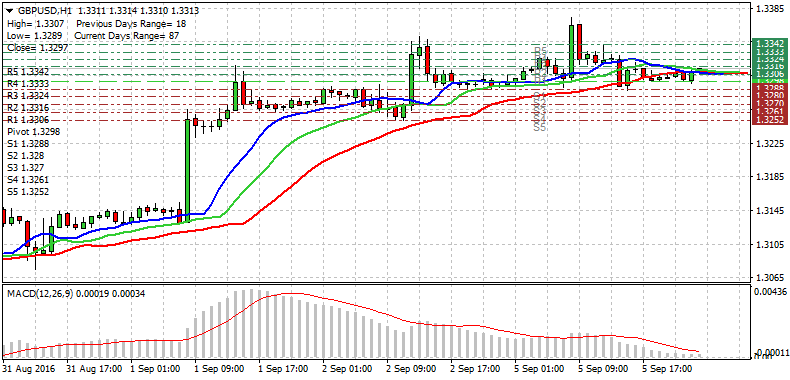 GBPUSD,H1 1.3311 1.3314 1.3310 1.3313
High= 1.3307 Previous Days Range= 18
Low= 1.3289 Current Days Range= 87
Close= 1.3297
R5 1.3342
R4 1.3333
R3 1.3324
R2 1.3316
R1 1.3306
Pivot 1.3298
S1 1.3288
S2 1.328
S3 1.327
S4 1.3261
S5 1.3252
R5
S5
1.3385
1.3342
1.3333
1.3324
1.3316
1.3306
1.3288
1.3280
1.3270
1.3261
1.3252
1.3225
1.3185
1.3145
1.3105
1.3065
MACD(12,26,9) 0.00019 0.00034
0.00436
0.00011
31 Aug 2016
31 Aug 17:00
1 Sep 01:00
1 Sep 09:00
1 Sep 17:00
2 Sep 01:00
2 Sep 09:00
2 Sep 17:00
5 Sep 01:00
5 Sep 09:00
5 Sep 17:00